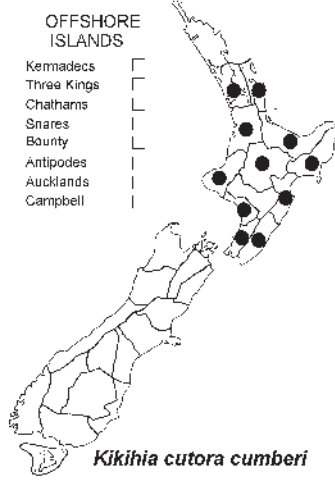 OFFSHORE
ISLANDS
Kermadecs
Three Kings
Chathams
Snares
Bounty
Antipodes
Aucklands
Campbell
Kikihia cutora cumberi